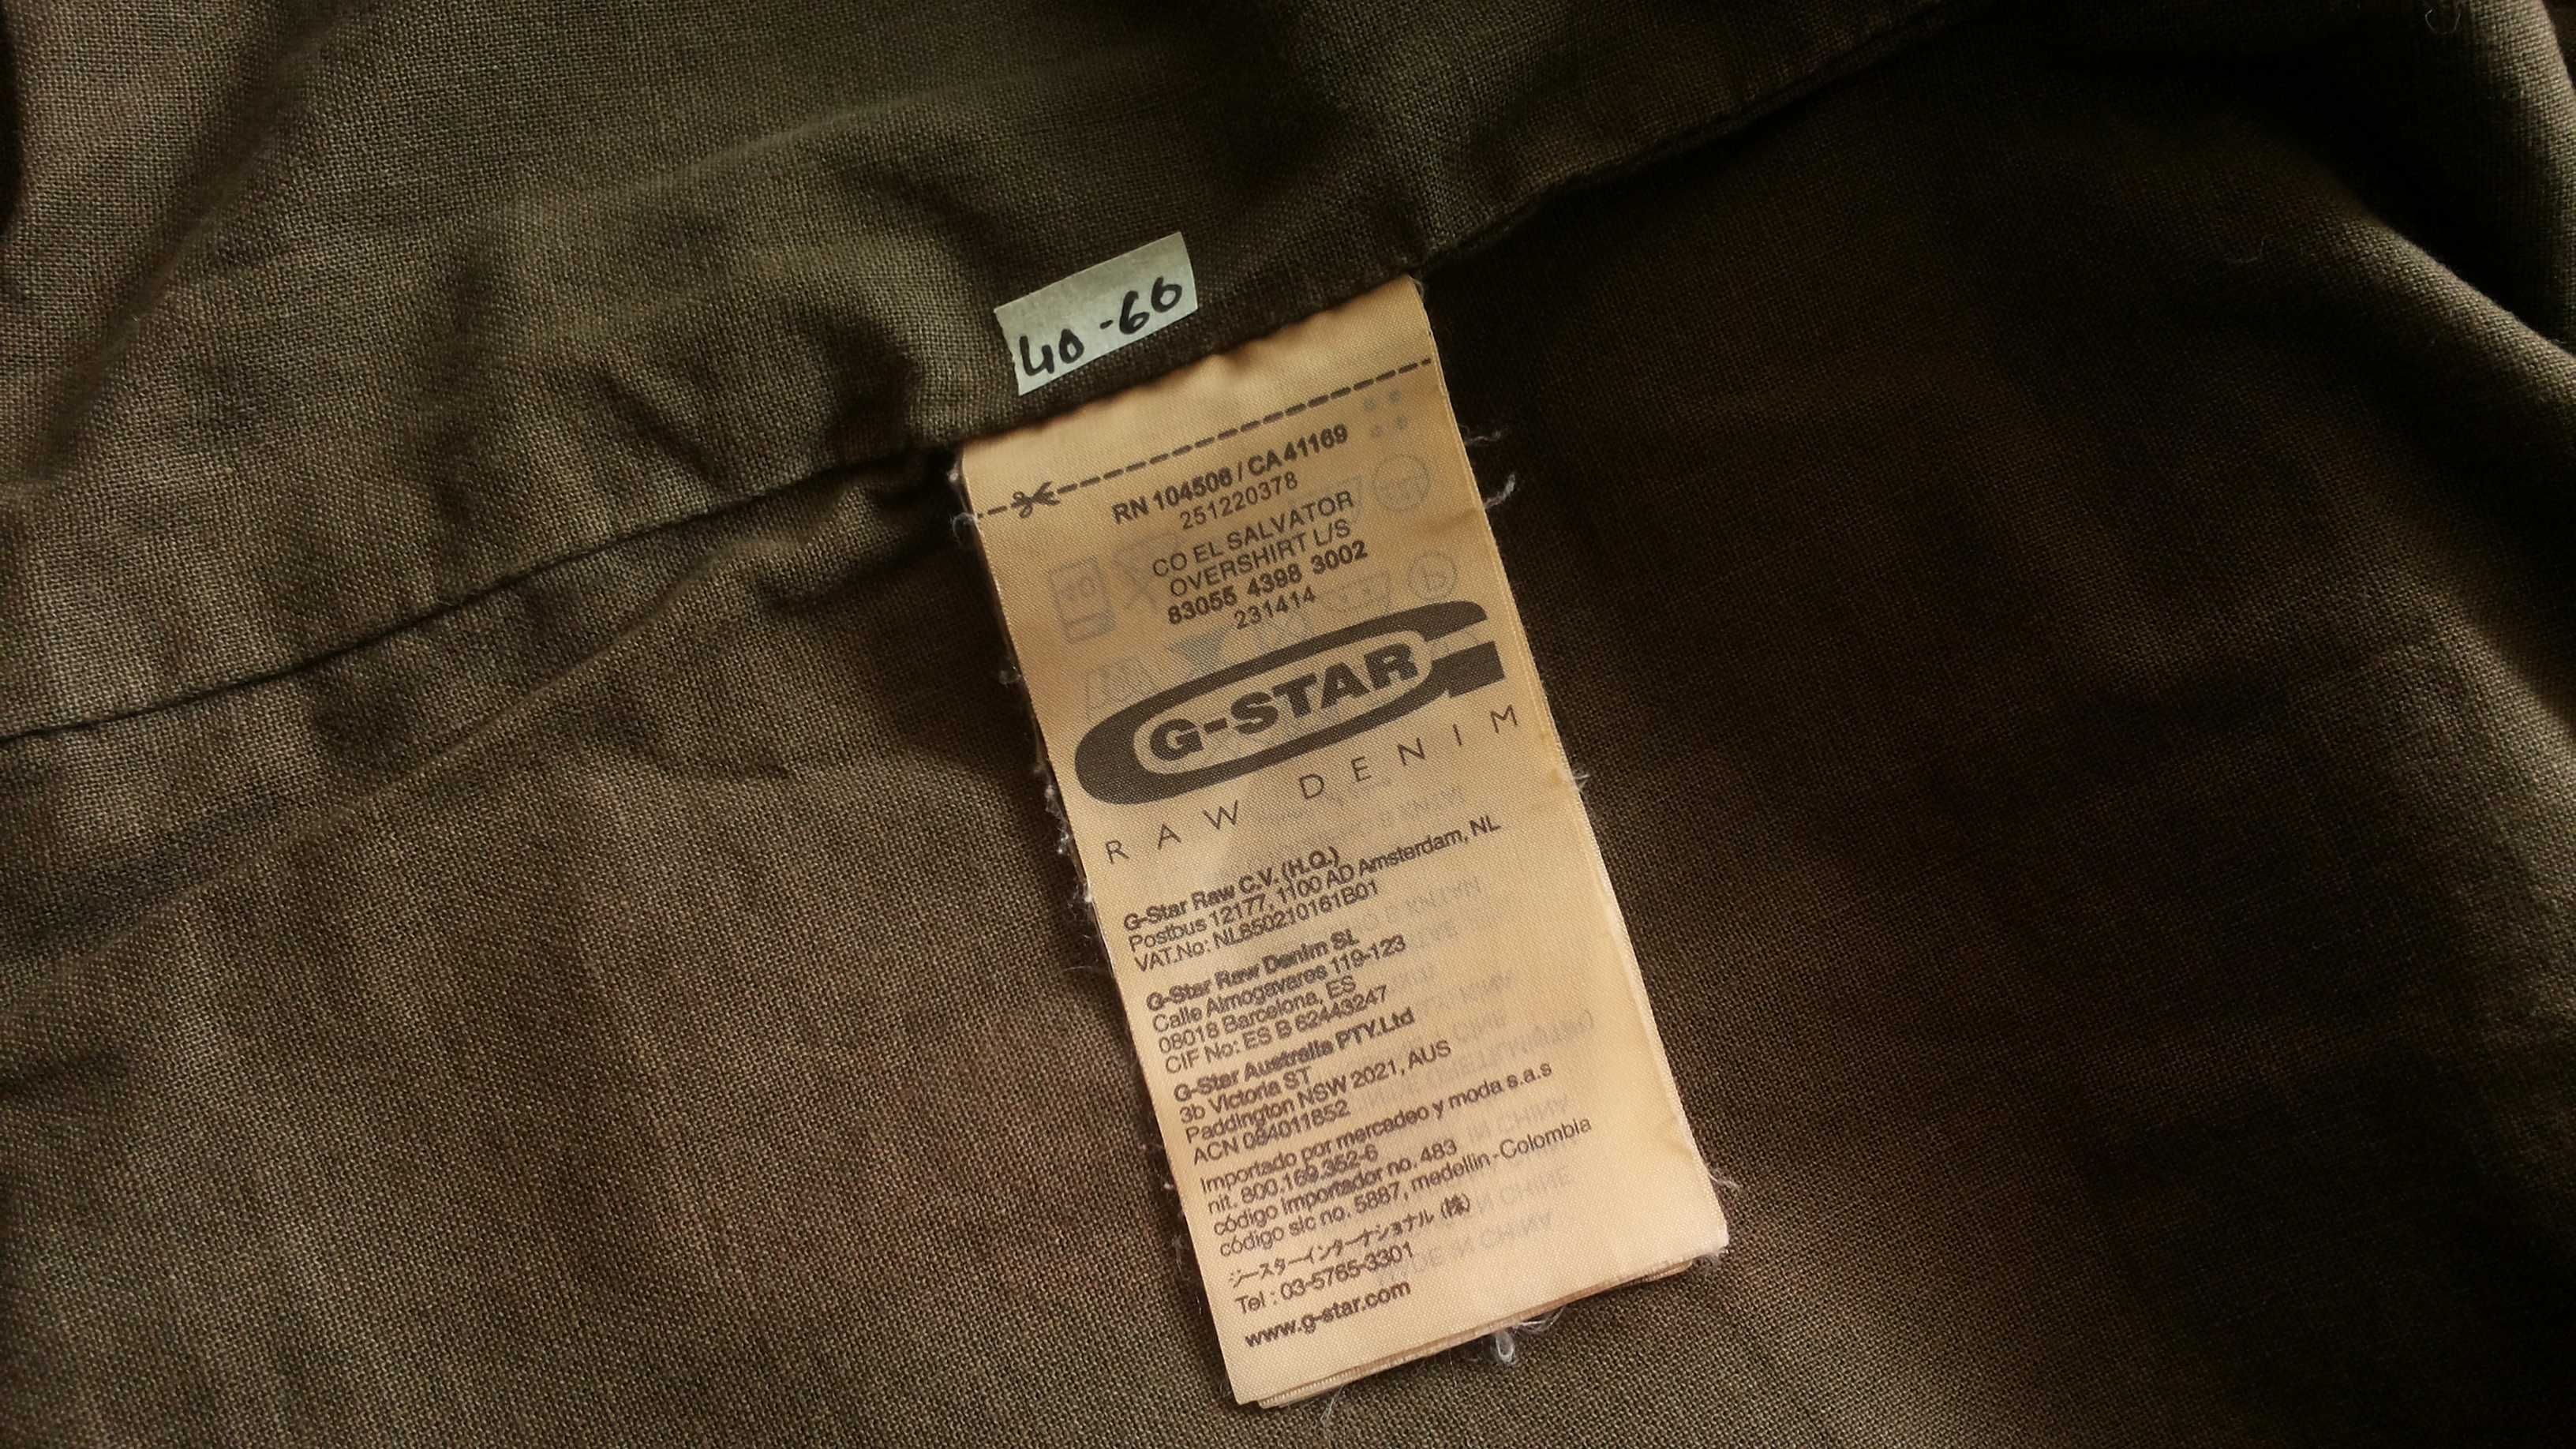 40-60
RN 104506 / CA 41169
251220378
CO EL SALVATOR
OVERSHIRT L/S
83055 4398 3002
231414
G-STAR
RAW DENIM
G-Star Raw C.V. (H.Q.)
Postbus 12177, 1100 AD Amsterdam, NL
VAT.No: NL850210161B01
G-Star Raw Denim SL
Calle Almogavares 119-123
08018 Barcelona, ES
CIF No: ES B 62443247
G-Star Australia PTY.Ltd
3b Victoria ST
Paddington NSW 2021, AUS
ACN 084011852
Importado por mercadeo y moda s.a.s
nit. 800.169.352-6
código importador no. 483
código sic no. 5887, medellin-Colombia
ジースターインターナショナル (株)
Tel : 03-5765-3301
www.g-star.com